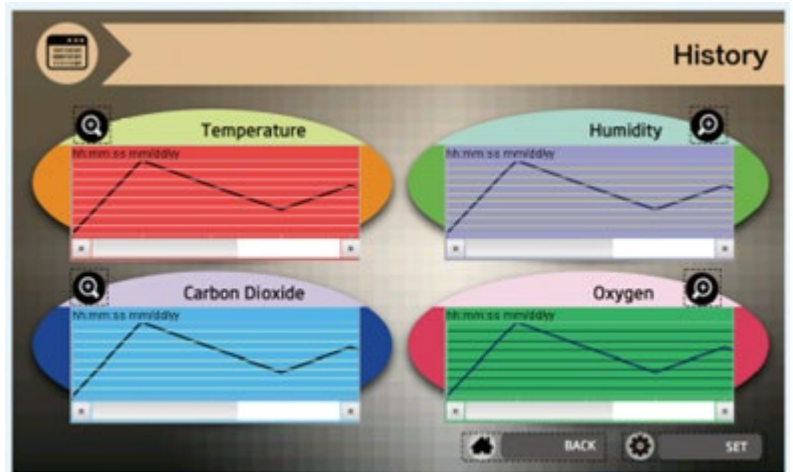 History
Temperature
Humidity
hh:mm:ss mm/dd/yy
hh:mm:ss mm/dd/yy
Carbon Dioxide
Oxygen
hh:mm:ss mm/dd/yy
hh:mm:ss mm/dd/yy
BACK
SET